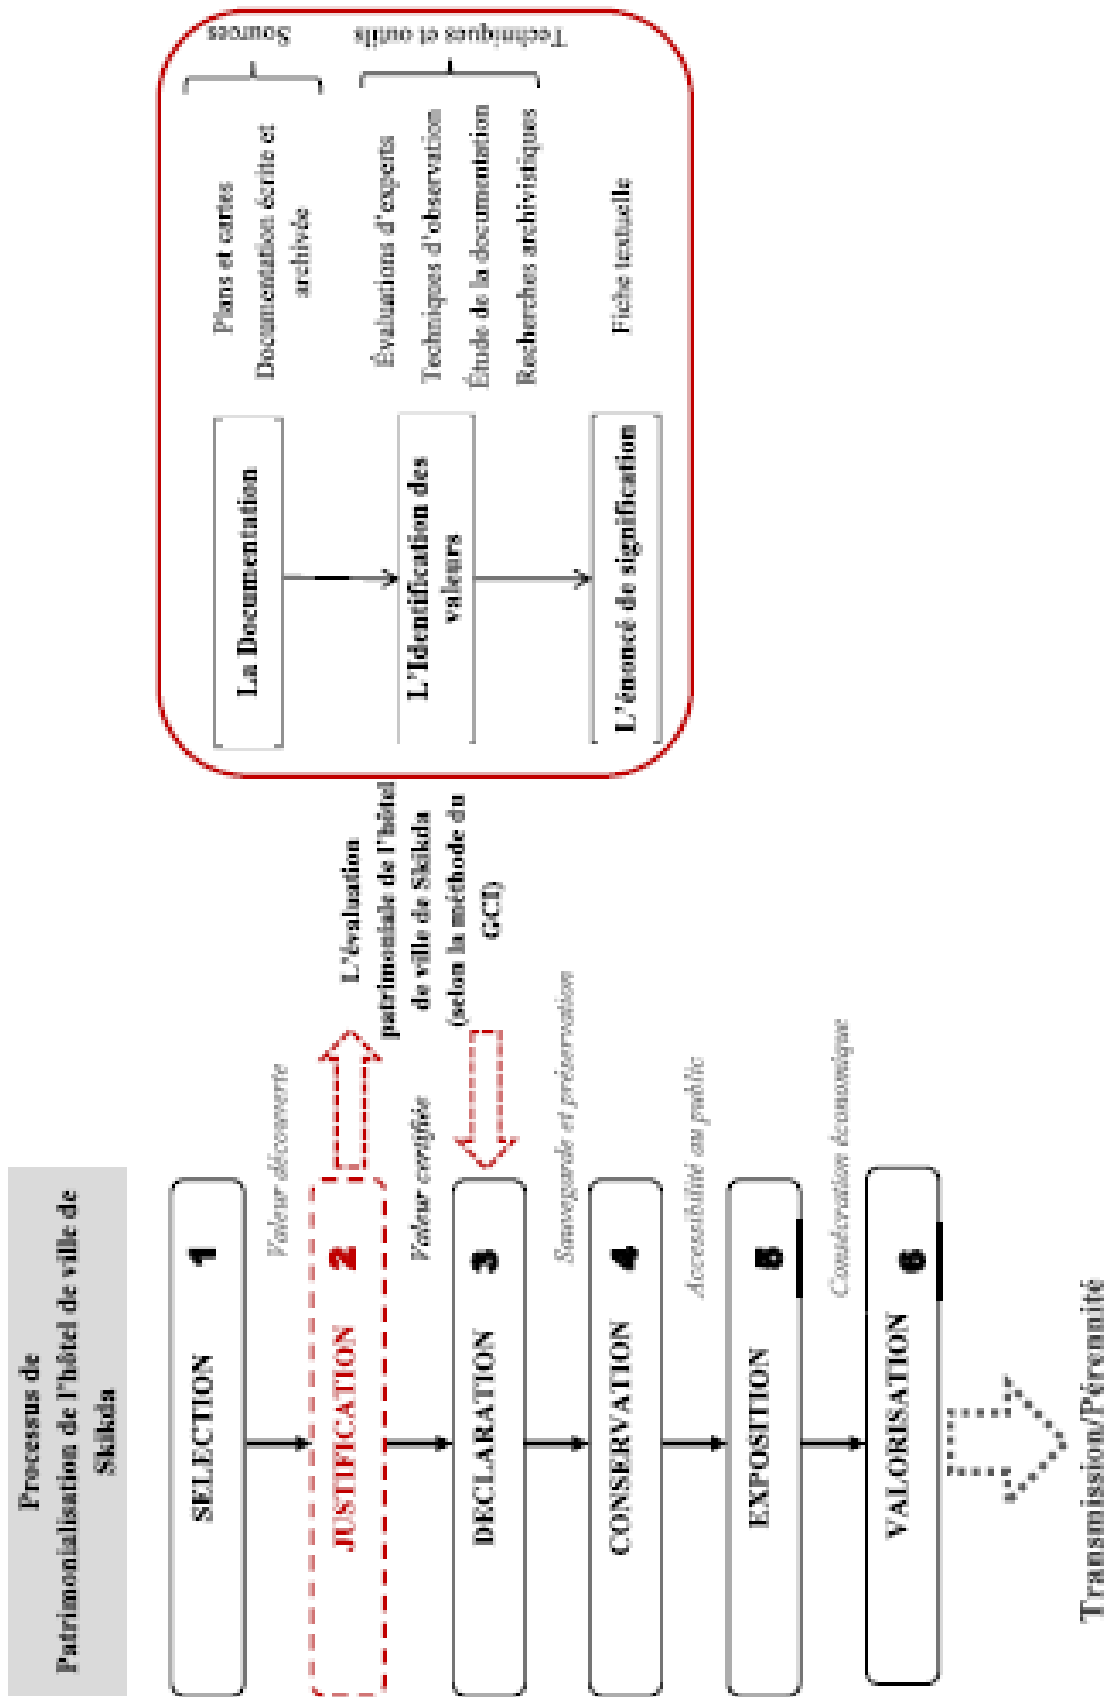 Processus de
Patrimonialisation de l'hôtel de ville de
Skikda
SELECTION 1
Valeur découverte
JUSTIFICATION 2
Valeur certifiée
DECLARATION 3
Sauvegarde et préservation
CONSERVATION 4
Accessibilité au public
EXPOSITION 5
Considération économique
VALORISATION 6
Transmission/Pérennité
L'évaluation
patrimoniale de l'hôtel
de ville de Skikda
(selon la méthode du
GCI)
La Documentation
Plans et cartes
Documentation écrite et
archivée
Sources
L'Identification des
valeurs
Évaluations d'experts
Techniques d'observation
Étude de la documentation
Recherches archivistiques
Techniques et outils
L'énoncé de signification
Fiche textuelle